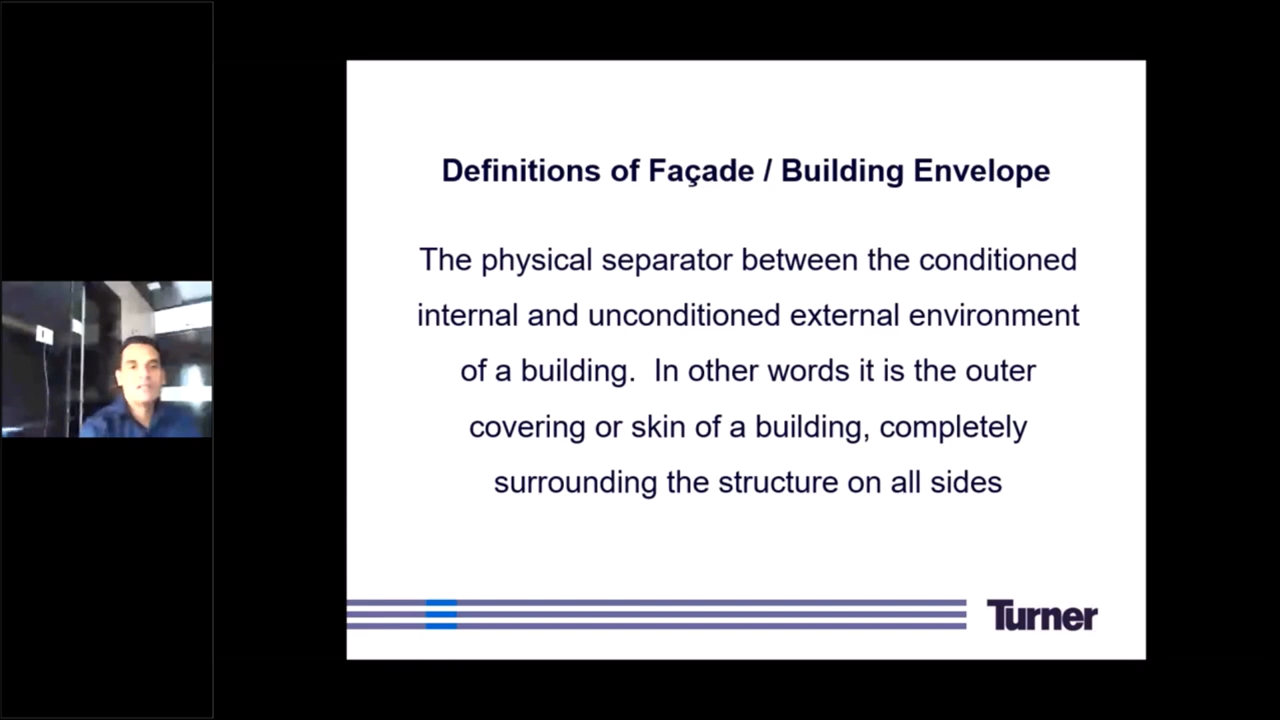 Definitions of Façade / Building Envelope
The physical separator between the conditioned
internal and unconditioned external environment
of a building.  In other words it is the outer
covering or skin of a building, completely
surrounding the structure on all sides
Turner